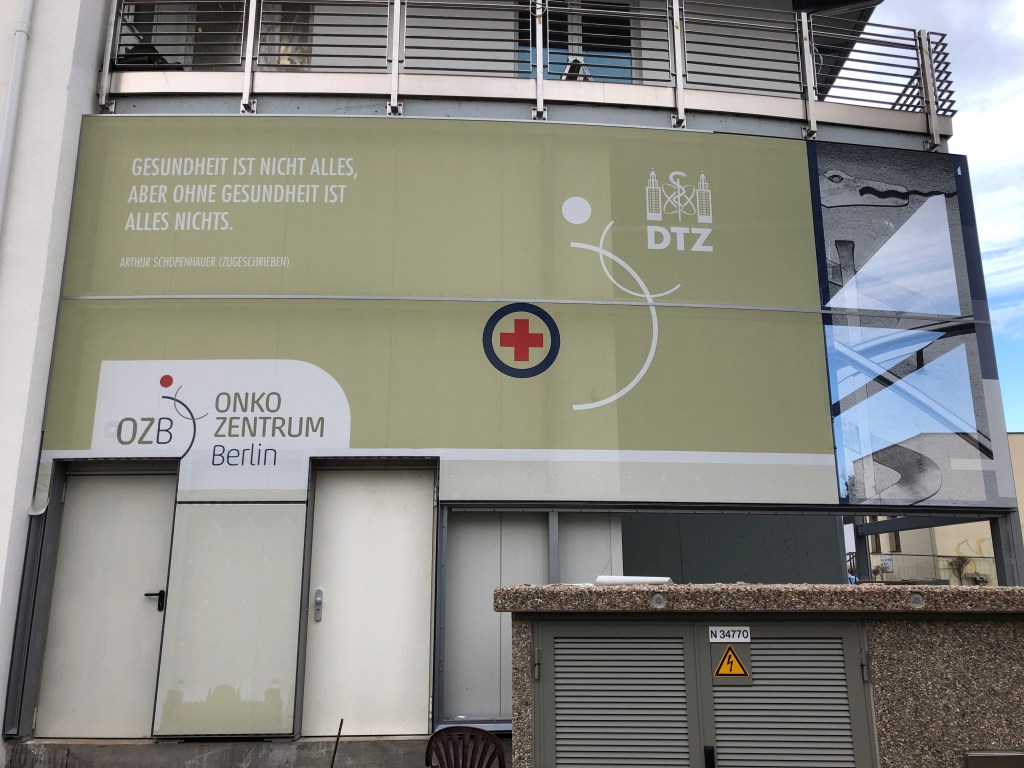 GESUNDHEIT IST NICHT ALLES,
ABER OHNE GESUNDHEIT IST
ALLES NICHTS.
ARTHUR SCHOPENHAUER (ZUGESCHRIEBEN)
DTZ
OZB
ONKO
ZENTRUM
Berlin
N 34770